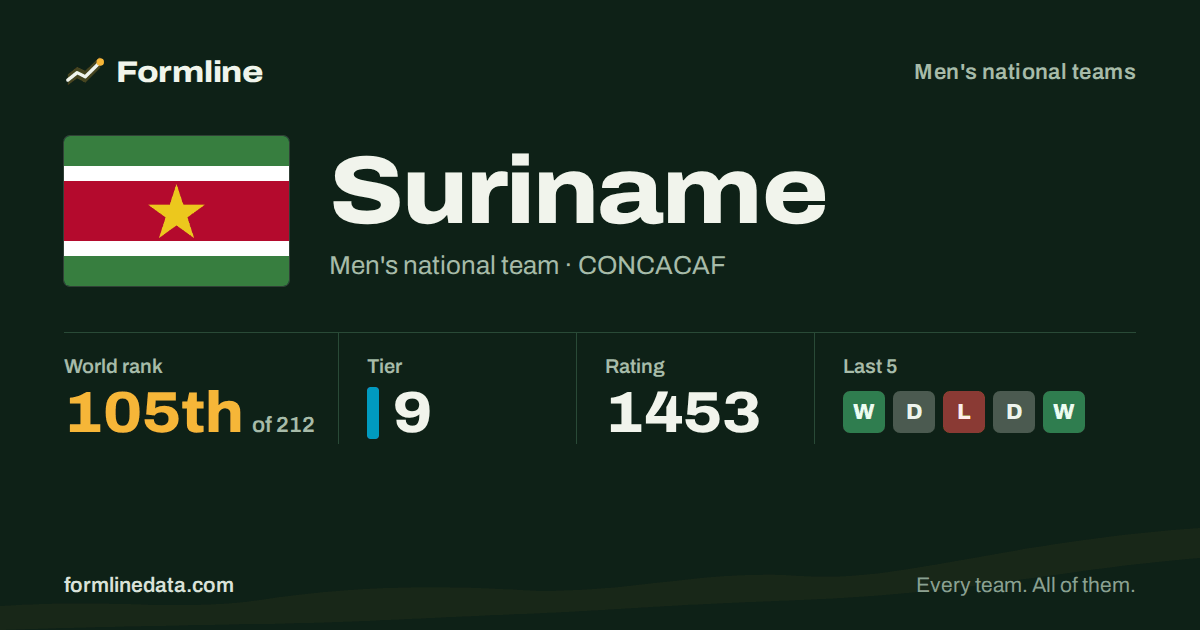 Formline
Men's national teams
Suriname
Men's national team · CONCACAF
World rank
105th of 212
Tier
9
Rating
1453
Last 5
W D L D W
formlinedata.com
Every team. All of them.